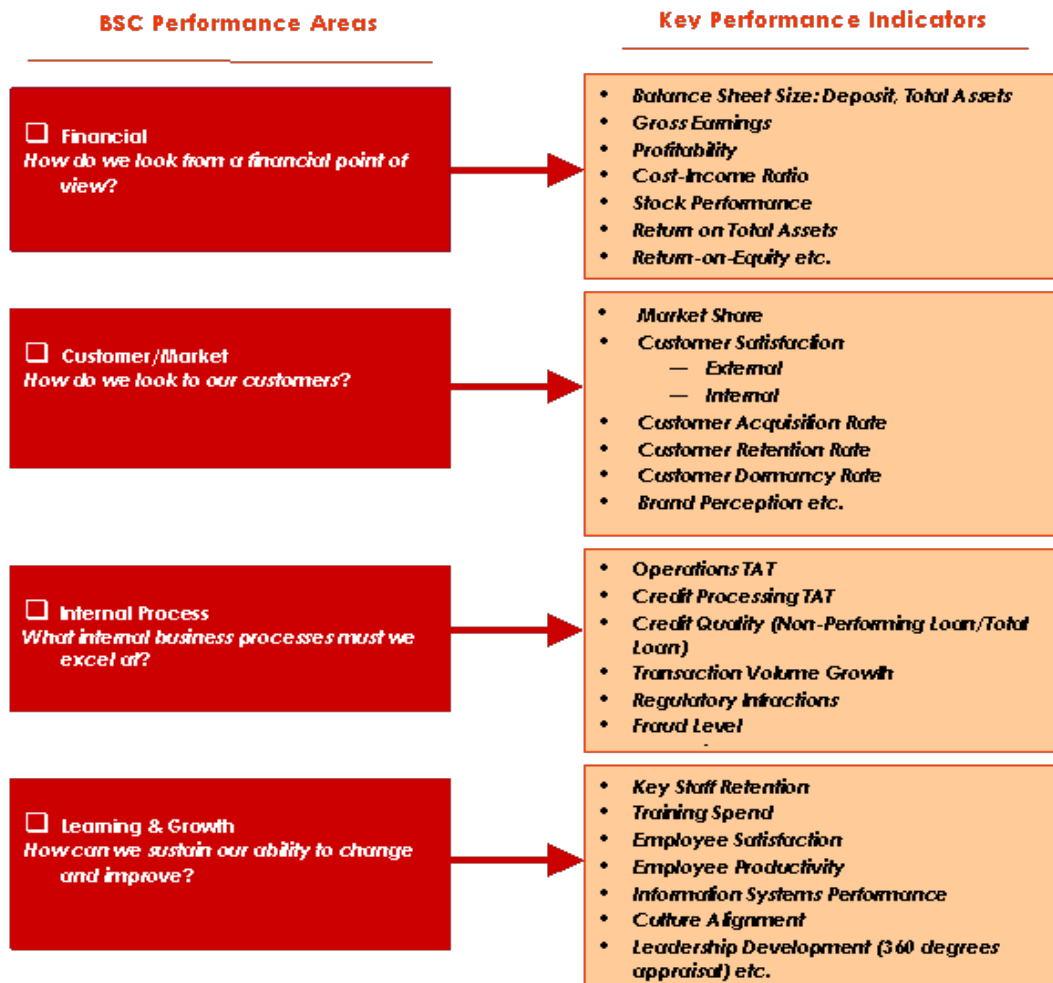 BSC Performance Areas
Key Performance Indicators
❑ Financial
How do we look from a financial point of
view?
• Balance Sheet Size: Deposit, Total Assets
• Gross Earnings
• Profitability
• Cost-Income Ratio
• Stock Performance
• Return on Total Assets
• Return-on-Equity etc.
❑ Customer/Market
How do we look to our customers?
• Market Share
• Customer Satisfaction
— External
— Internal
• Customer Acquisition Rate
• Customer Retention Rate
• Customer Dormancy Rate
• Brand Perception etc.
❑ Internal Process
What internal business processes must we
excel at?
• Operations TAT
• Credit Processing TAT
• Credit Quality (Non-Performing Loan/Total
Loan)
• Transaction Volume Growth
• Regulatory Infractions
• Fraud Level
❑ Learning & Growth
How can we sustain our ability to change
and improve?
• Key Staff Retention
• Training Spend
• Employee Satisfaction
• Employee Productivity
• Information Systems Performance
• Culture Alignment
• Leadership Development (360 degrees
appraisal) etc.